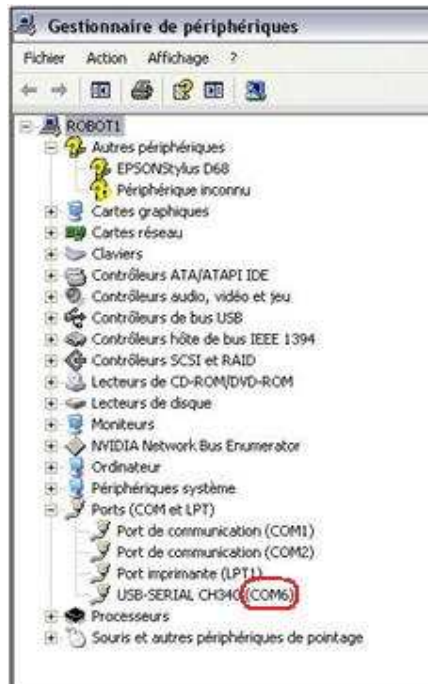 Gestionnaire de périphériques
Fichier Action Affichage ?
ROBOT1
Autres périphériques
EPSONStylus D68
Périphérique inconnu
Cartes graphiques
Cartes réseau
Claviers
Contrôleurs ATA/ATAPI IDE
Contrôleurs audio, vidéo et jeu
Contrôleurs de bus USB
Contrôleurs hôte de bus IEEE 1394
Contrôleurs SCSI et RAID
Lecteurs de CD-ROM/DVD-ROM
Lecteurs de disque
Moniteurs
NVIDIA Network Bus Enumerator
Ordinateur
Périphériques système
Ports (COM et LPT)
Port de communication (COM1)
Port de communication (COM2)
Port imprimante (LPT1)
USB-SERIAL CH340 (COM6)
Processeurs
Souris et autres périphériques de pointage